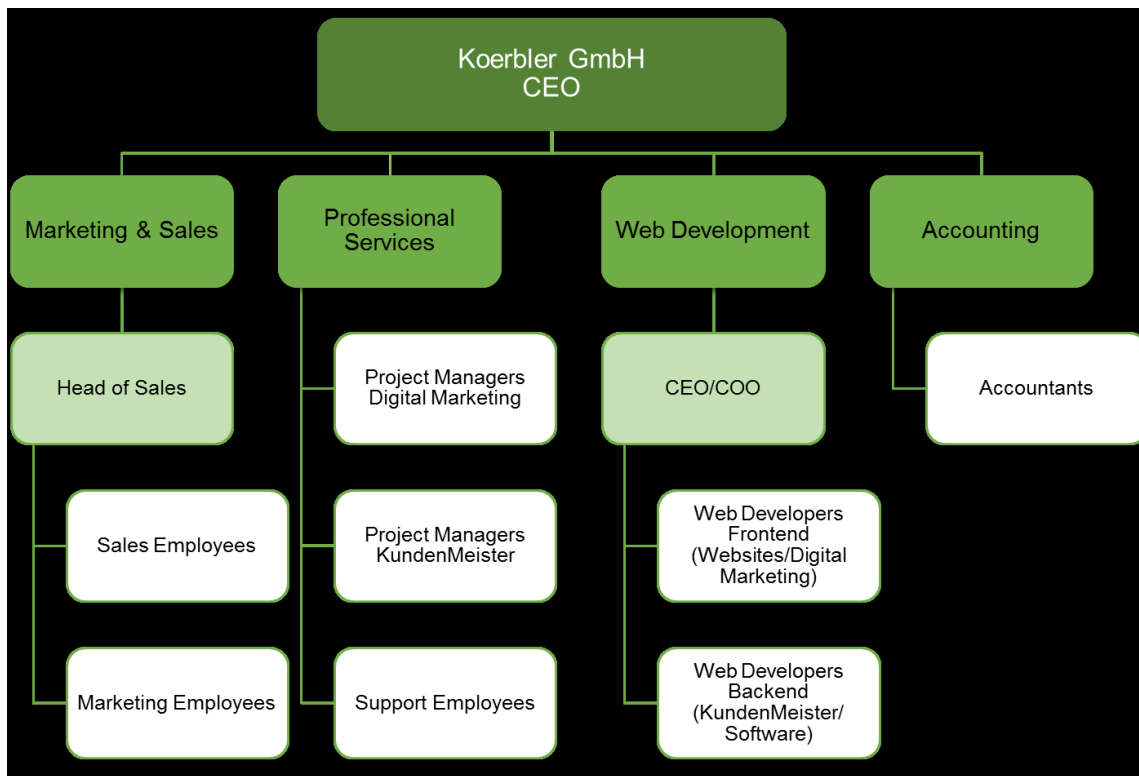 Koerbler GmbH
CEO
Marketing & Sales
Professional
Services
Web Development
Accounting
Head of Sales
Project Managers
Digital Marketing
CEO/COO
Accountants
Sales Employees
Project Managers
KundenMeister
Web Developers
Frontend
(Websites/Digital
Marketing)
Marketing Employees
Support Employees
Web Developers
Backend
(KundenMeister/
Software)